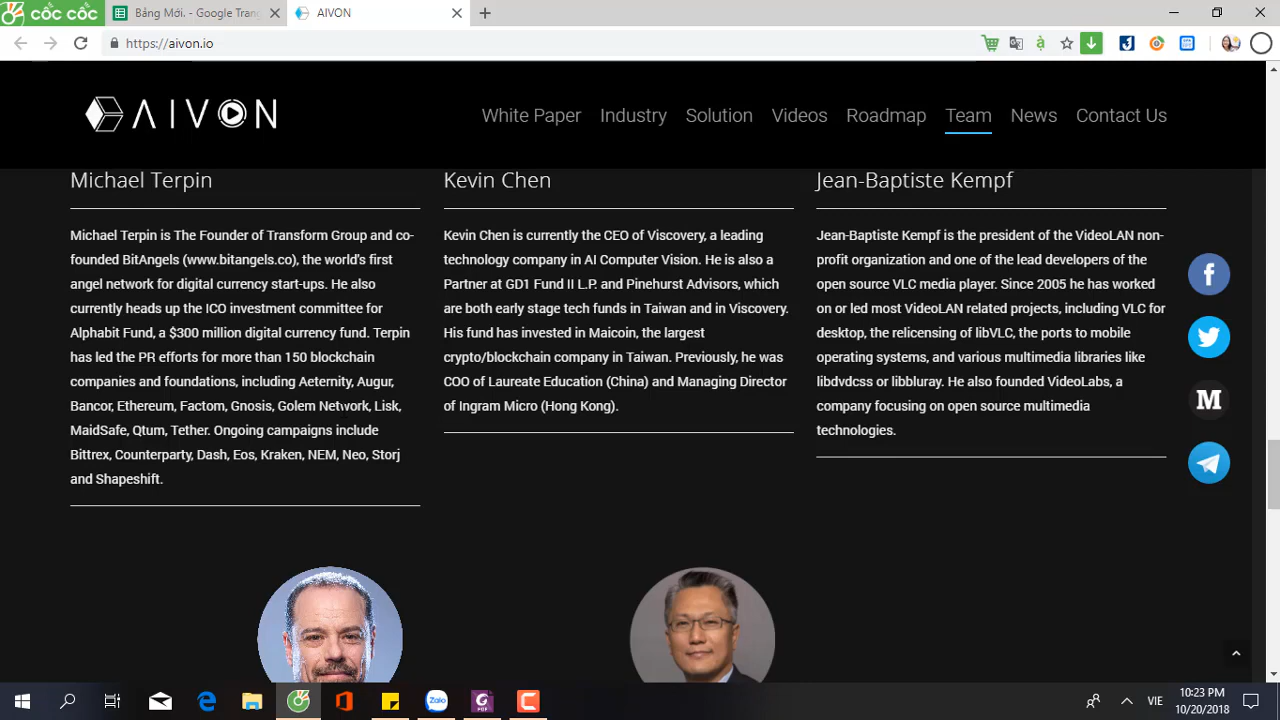 cốc cốc
Bảng Mới. - Google Trang
AIVON
https://aivon.io
AIVON
White Paper Industry Solution Videos Roadmap Team News Contact Us
Michael Terpin
Michael Terpin is The Founder of Transform Group and co-
founded BitAngels (www.bitangels.co), the world's first
angel network for digital currency start-ups. He also
currently heads up the ICO investment committee for
Alphabit Fund, a $300 million digital currency fund. Terpin
has led the PR efforts for more than 150 blockchain
companies and foundations, including Aeternity, Augur,
Bancor, Ethereum, Factom, Gnosis, Golem Network, Lisk,
MaidSafe, Qtum, Tether. Ongoing campaigns include
Bittrex, Counterparty, Dash, Eos, Kraken, NEM, Neo, Storj
and Shapeshift.
Kevin Chen
Kevin Chen is currently the CEO of Viscovery, a leading
technology company in AI Computer Vision. He is also a
Partner at GD1 Fund II L.P. and Pinehurst Advisors, which
are both early stage tech funds in Taiwan and in Viscovery.
His fund has invested in Maicoin, the largest
crypto/blockchain company in Taiwan. Previously, he was
COO of Laureate Education (China) and Managing Director
of Ingram Micro (Hong Kong).
Jean-Baptiste Kempf
Jean-Baptiste Kempf is the president of the VideoLAN non-
profit organization and one of the lead developers of the
open source VLC media player. Since 2005 he has worked
on or led most VideoLAN related projects, including VLC for
desktop, the relicensing of libVLC, the ports to mobile
operating systems, and various multimedia libraries like
libdvdcss or libbluray. He also founded VideoLabs, a
company focusing on open source multimedia
technologies.
f
M
Zalo
PDF
VIE
10:23 PM
10/20/2018